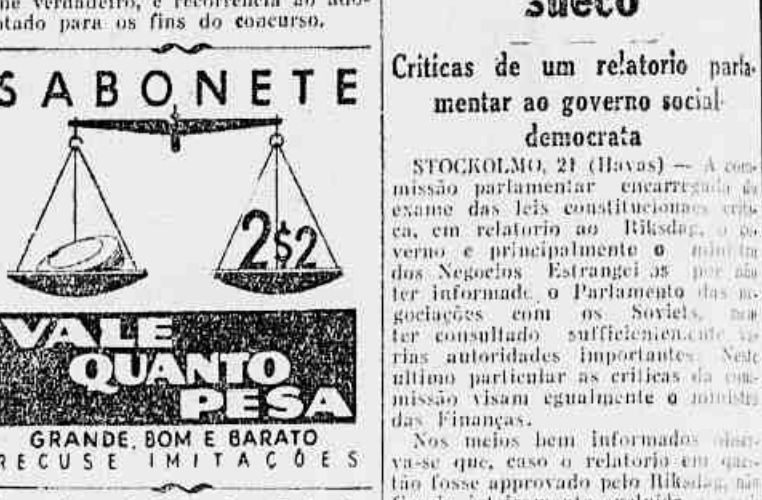 verdadeiro, e recorrencia ao
ptado para os fins do concurso.
SABONETE
2$2
VALE
QUANTO
PESA
GRANDE, BOM E BARATO
RECUSE IMITAÇÕES
sueco
Criticas de um relatorio parla-
mentar ao governo social-
democrata
STOCKOLMO, 21 (Havas) — A com-
missão parlamentar encarregada do
exame das leis constitucionaes criti-
ca, em relatorio ao Riksdag, o go-
verno e principalmente o ministro
dos Negocios Estrangei os por não
ter informad. o Parlamento das ne-
gociações com os Soviets, nem
ter consultado sufficientemente va-
rias autoridades importantes. Neste
ultimo particular as criticas da com-
missão visam egualmente o ministro
das Finanças.
Nos meios bem informados obser-
va-se que, caso o relatorio em ques-
tão fosse approvado pelo Riksdag, não